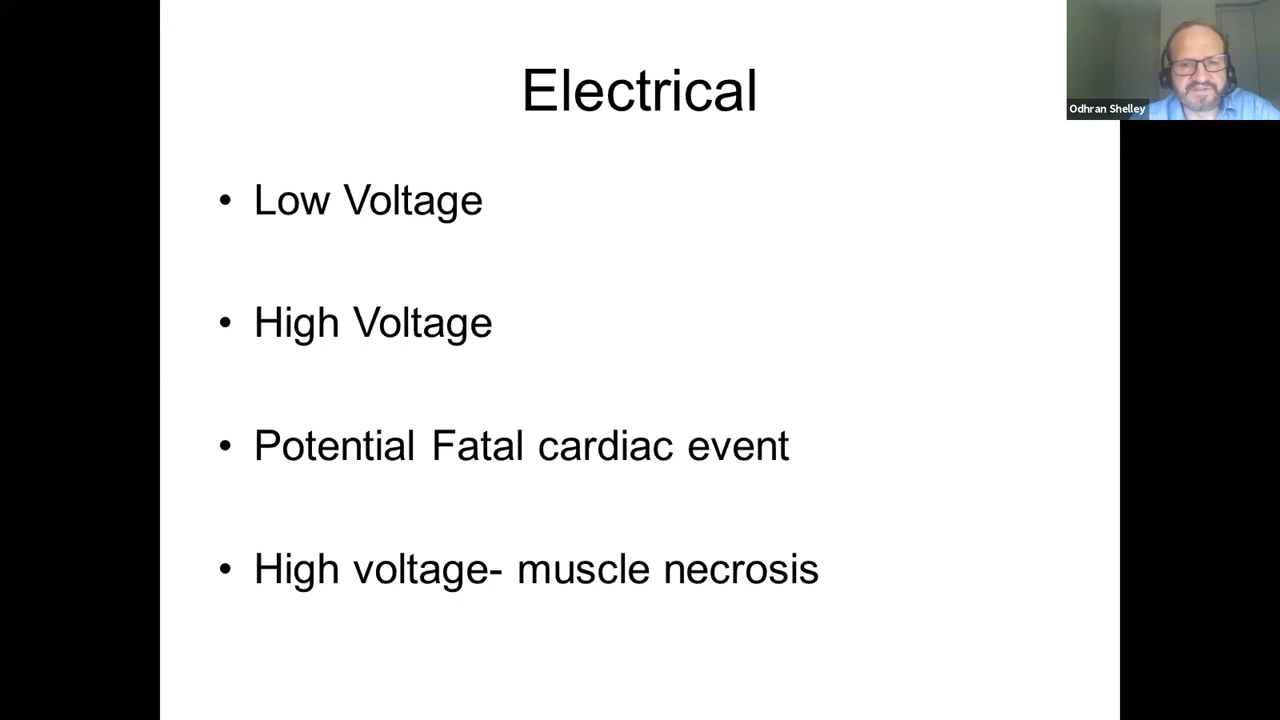 Electrical
• Low Voltage
• High Voltage
• Potential Fatal cardiac event
• High voltage- muscle necrosis
Odhran Shelley